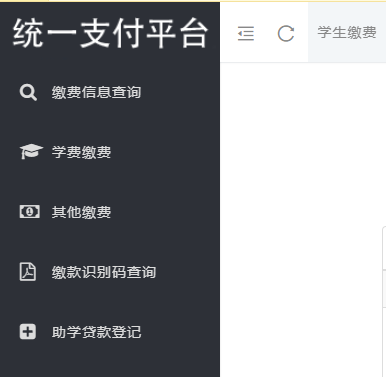 统一支付平台
学生缴费
缴费信息查询
学费缴费
其他缴费
缴款识别码查询
助学贷款登记